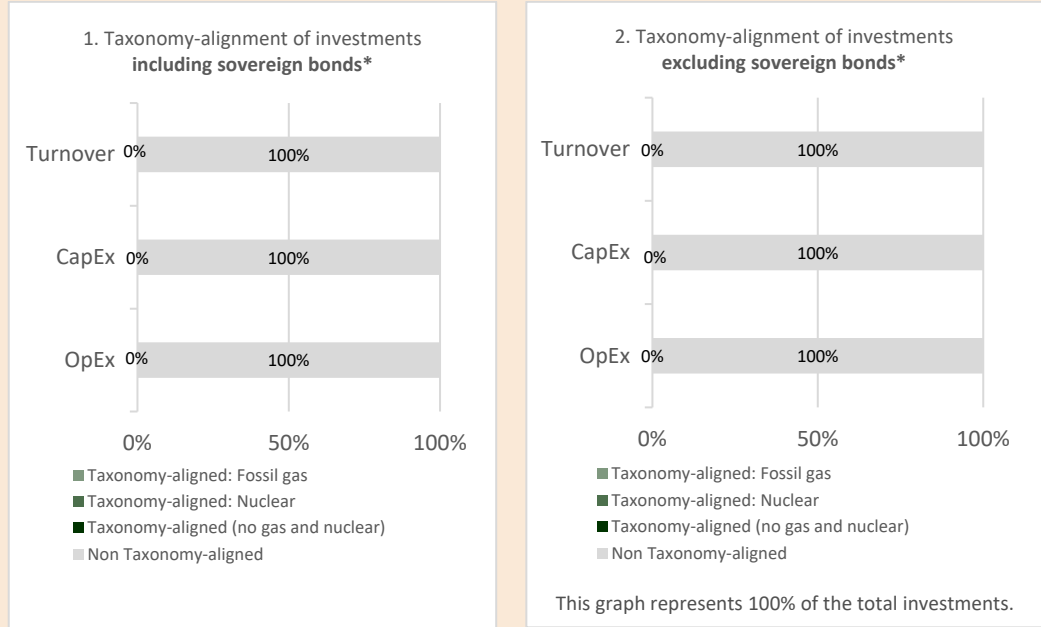 1. Taxonomy-alignment of investments
including sovereign bonds*
Turnover 0% 100%
CapEx 0% 100%
OpEx 0% 100%
0% 50% 100%
Taxonomy-aligned: Fossil gas
Taxonomy-aligned: Nuclear
Taxonomy-aligned (no gas and nuclear)
Non Taxonomy-aligned
2. Taxonomy-alignment of investments
excluding sovereign bonds*
Turnover 0% 100%
CapEx 0% 100%
OpEx 0% 100%
0% 50% 100%
Taxonomy-aligned: Fossil gas
Taxonomy-aligned: Nuclear
Taxonomy-aligned (no gas and nuclear)
Non Taxonomy-aligned
This graph represents 100% of the total investments.